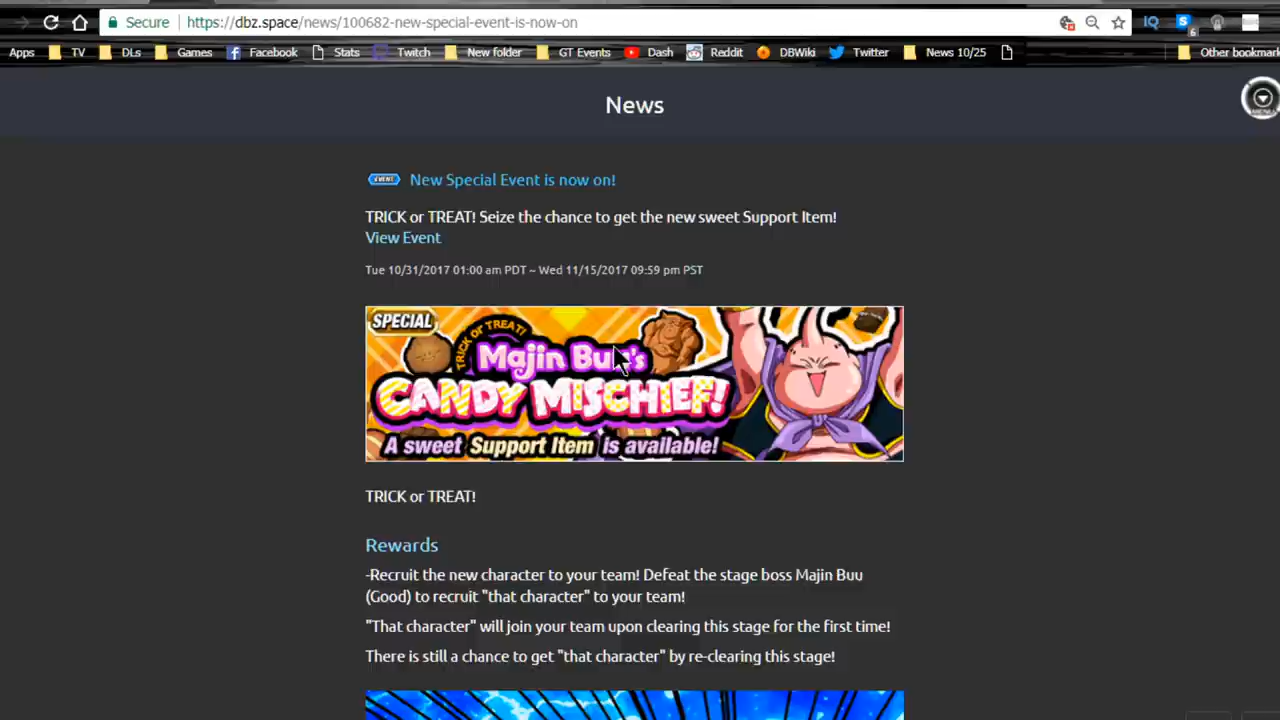 Secure https://dbz.space/news/100682-new-special-event-is-now-on IQ S 6
Apps TV DLs Games Facebook Stats Twitch New folder GT Events Dash Reddit DBWiki Twitter News 10/25 Other bookmark
News
MENU
EVENT New Special Event is now on!
TRICK or TREAT! Seize the chance to get the new sweet Support Item!
View Event
Tue 10/31/2017 01:00 am PDT ~ Wed 11/15/2017 09:59 pm PST
SPECIAL
TRICK OR TREAT!
Majin Buu's
CANDY MISCHIEF!
A sweet Support Item is available!
TRICK or TREAT!
Rewards
-Recruit the new character to your team! Defeat the stage boss Majin Buu
(Good) to recruit "that character" to your team!
"That character" will join your team upon clearing this stage for the first time!
There is still a chance to get "that character" by re-clearing this stage!